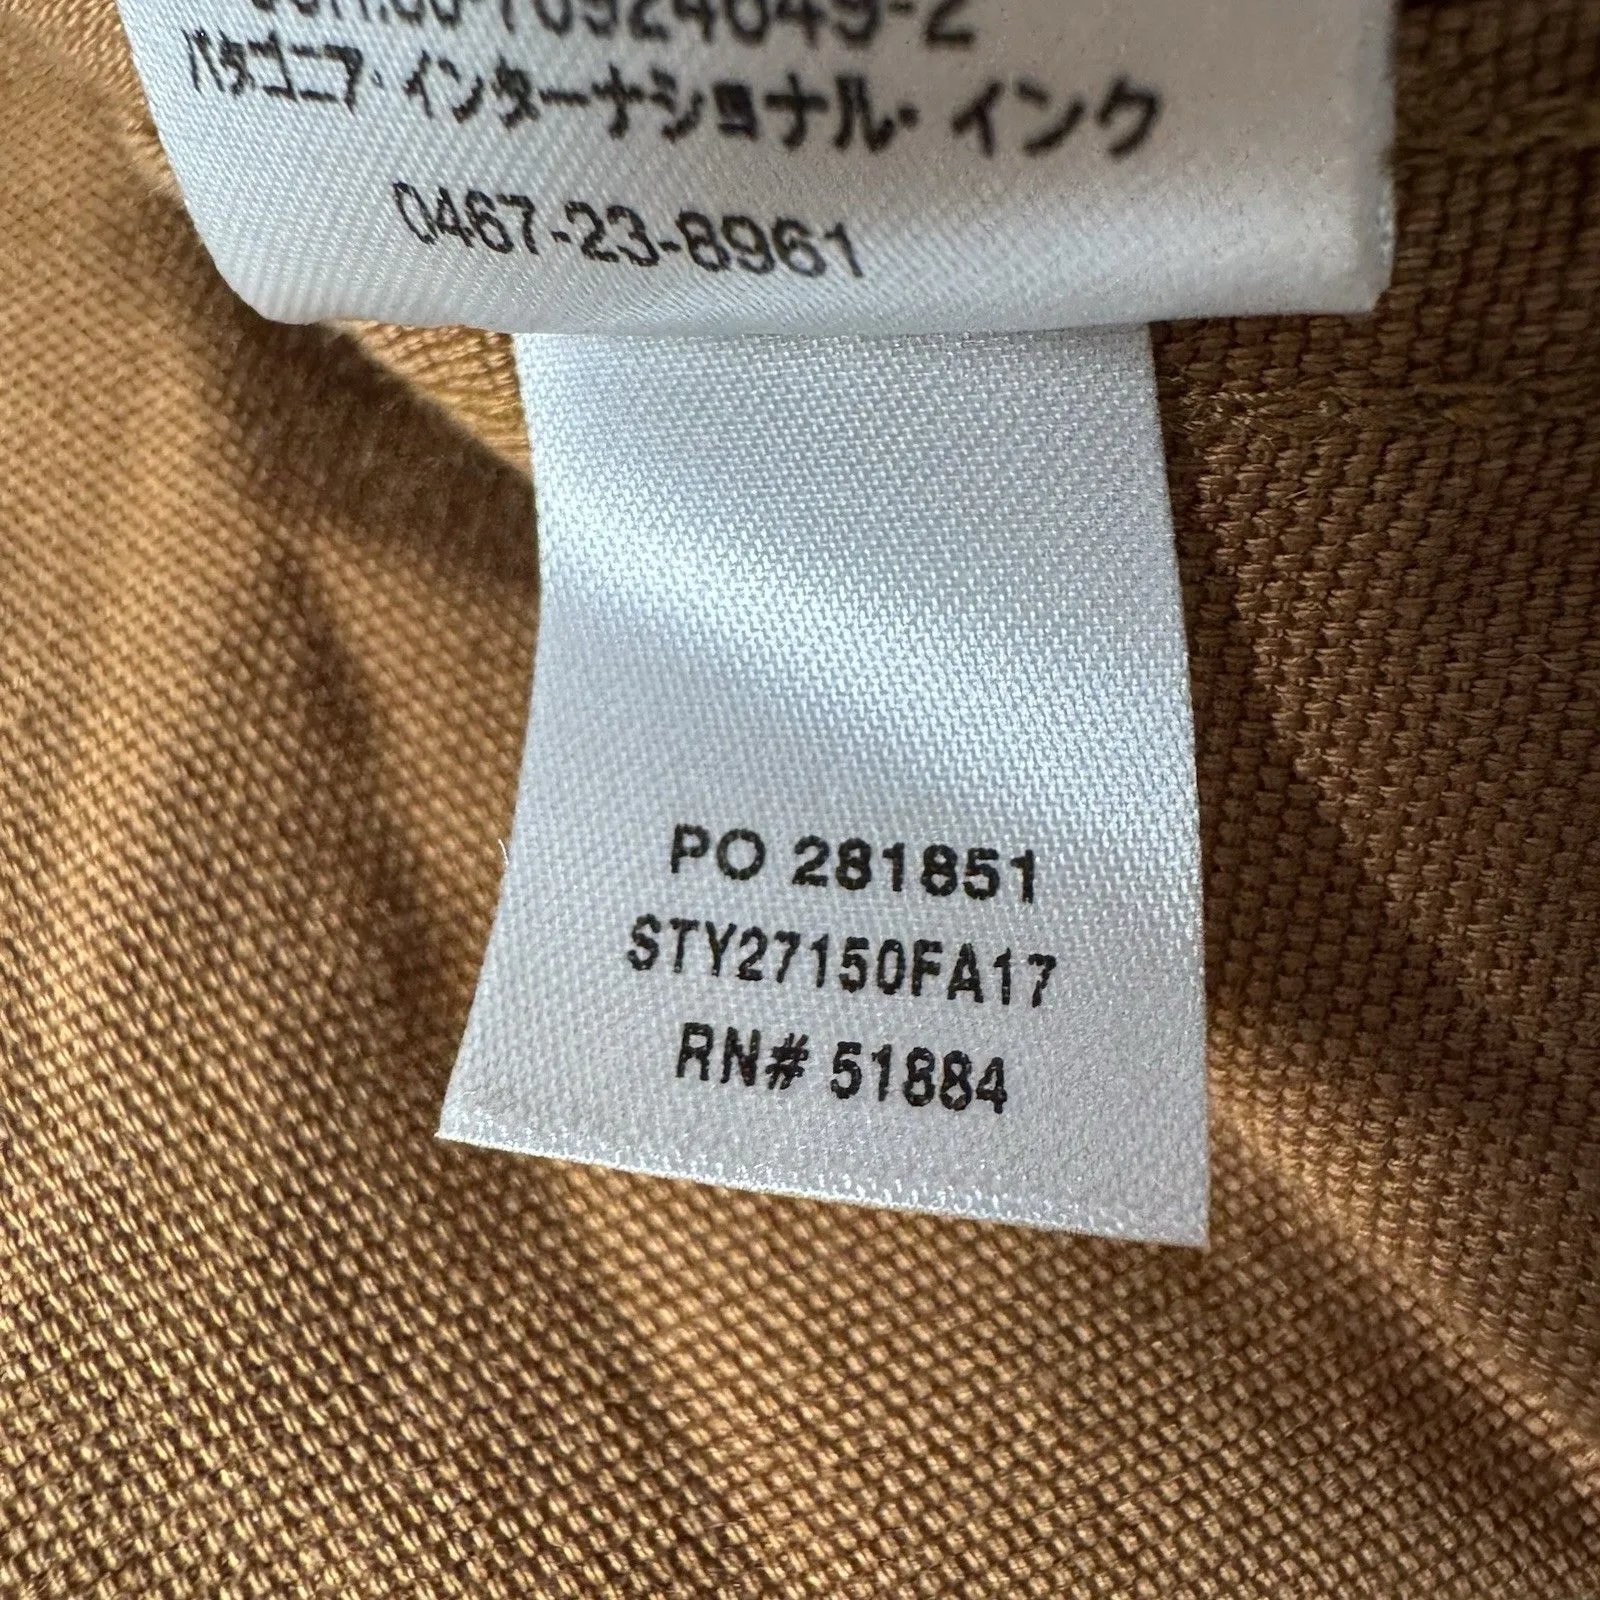 パタゴニア・インターナショナル・インク
0467-23-8961
PO 281851
STY27150FA17
RN# 51884